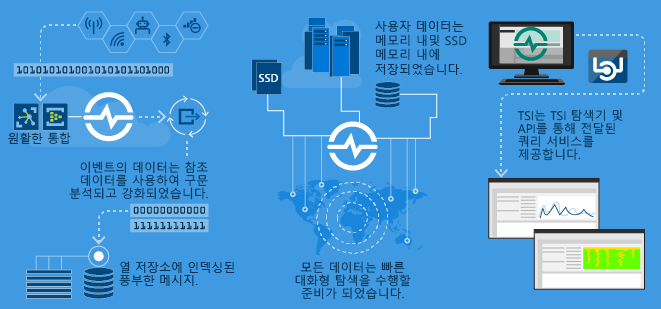 1010101010010101011101000
원활한 통합
이벤트의 데이터는 참조
데이터를 사용하여 구문
분석되고 강화되었습니다.
00000000000
11111111111
열 저장소에 인덱싱된
풍부한 메시지.
SSD
사용자 데이터는
메모리 내및 SSD
메모리 내에
저장되었습니다.
모든 데이터는 빠른
대화형 탐색을 수행할
준비가 되었습니다.
TSI는 TSI 탐색기 및
API를 통해 전달된
쿼리 서비스를
제공합니다.